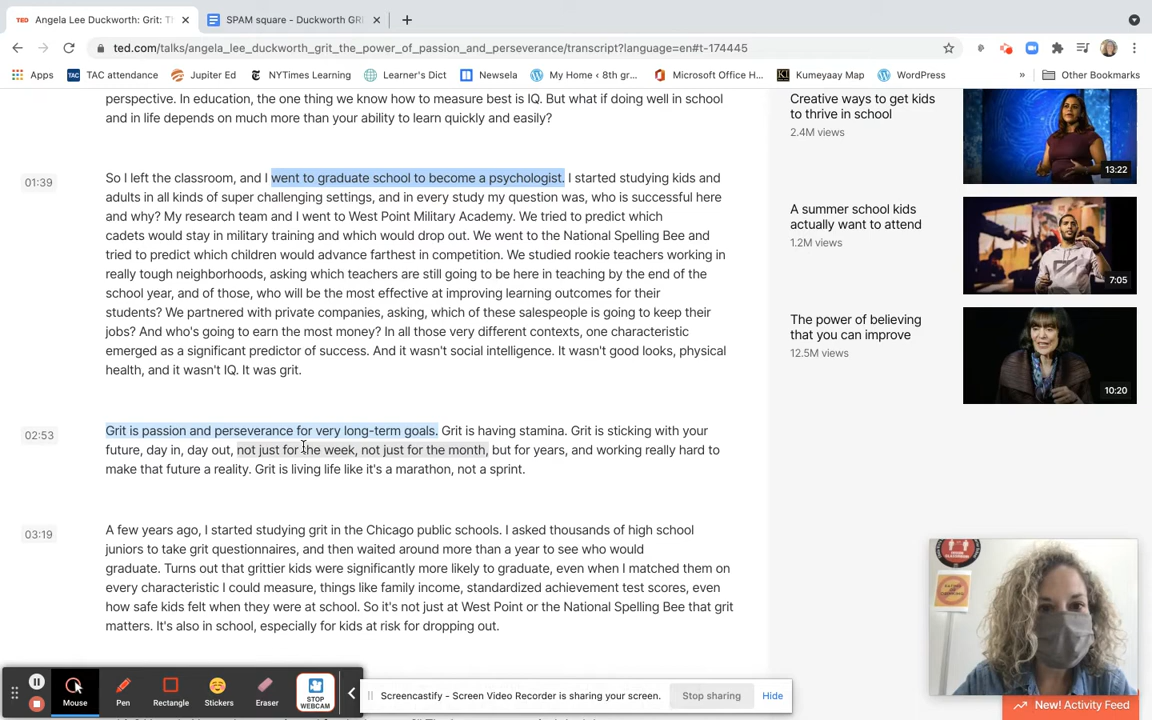 Angela Lee Duckworth: Grit: T
SPAM square - Duckworth GRI
ted.com/talks/angela_lee_duckworth_grit_the_power_of_passion_and_perseverance/transcript?language=en#t-174445
Apps TAC attendance Jupiter Ed NYTimes Learning Learner's Dict Newsela My Home ‹ 8th gr... Microsoft Office H... Kumeyaay Map WordPress » Other Bookmarks
perspective. In education, the one thing we know how to measure best is IQ. But what if doing well in school
and in life depends on much more than your ability to learn quickly and easily?
01:39
So I left the classroom, and I went to graduate school to become a psychologist. I started studying kids and
adults in all kinds of super challenging settings, and in every study my question was, who is successful here
and why? My research team and I went to West Point Military Academy. We tried to predict which
cadets would stay in military training and which would drop out. We went to the National Spelling Bee and
tried to predict which children would advance farthest in competition. We studied rookie teachers working in
really tough neighborhoods, asking which teachers are still going to be here in teaching by the end of the
school year, and of those, who will be the most effective at improving learning outcomes for their
students? We partnered with private companies, asking, which of these salespeople is going to keep their
jobs? And who's going to earn the most money? In all those very different contexts, one characteristic
emerged as a significant predictor of success. And it wasn't social intelligence. It wasn't good looks, physical
health, and it wasn't IQ. It was grit.
02:53
Grit is passion and perseverance for very long-term goals. Grit is having stamina. Grit is sticking with your
future, day in, day out, not just for the week, not just for the month, but for years, and working really hard to
make that future a reality. Grit is living life like it's a marathon, not a sprint.
03:19
A few years ago, I started studying grit in the Chicago public schools. I asked thousands of high school
juniors to take grit questionnaires, and then waited around more than a year to see who would
graduate. Turns out that grittier kids were significantly more likely to graduate, even when I matched them on
every characteristic I could measure, things like family income, standardized achievement test scores, even
how safe kids felt when they were at school. So it's not just at West Point or the National Spelling Bee that grit
matters. It's also in school, especially for kids at risk for dropping out.
Creative ways to get kids
to thrive in school
2.4M views
13:22
A summer school kids
actually want to attend
1.2M views
7:05
The power of believing
that you can improve
12.5M views
10:20
Mouse Pen Rectangle Stickers Eraser STOP WEBCAM
Screencastify - Screen Video Recorder is sharing your screen.
Stop sharing
Hide
New! Activity Feed